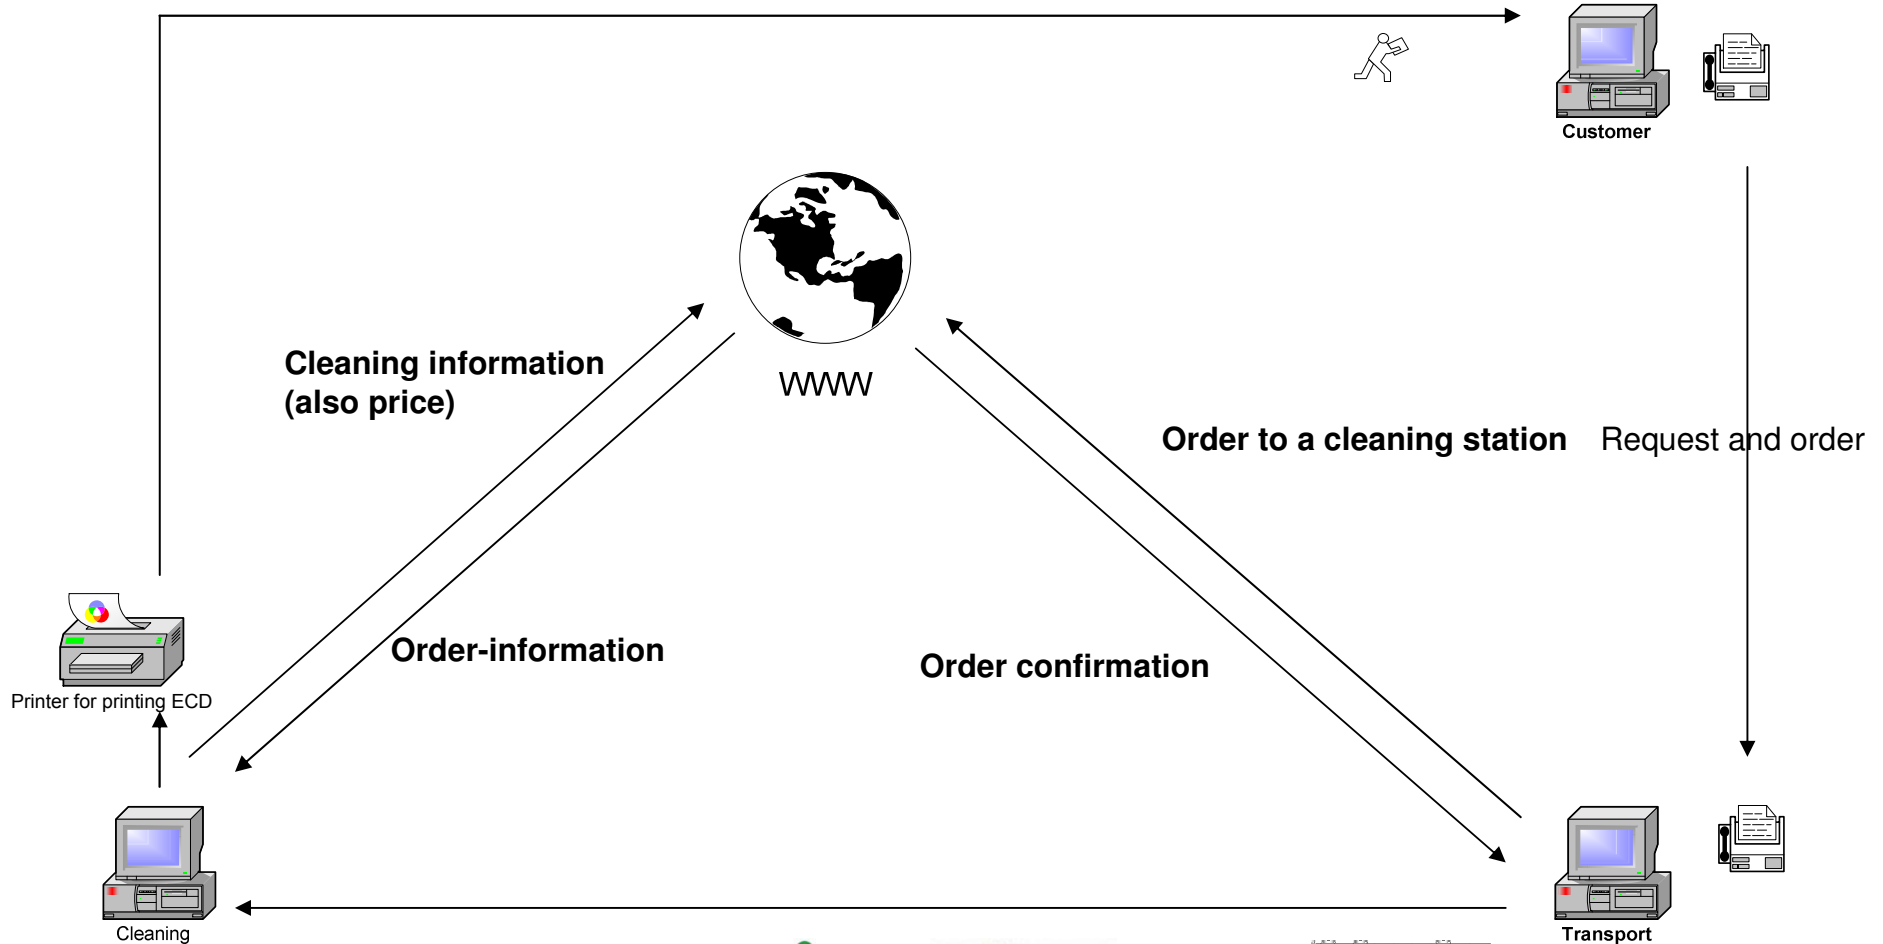 Customer
Cleaning information
(also price)
WWW
Order to a cleaning station Request and order
Order-information
Order confirmation
Printer for printing ECD
Cleaning
Transport